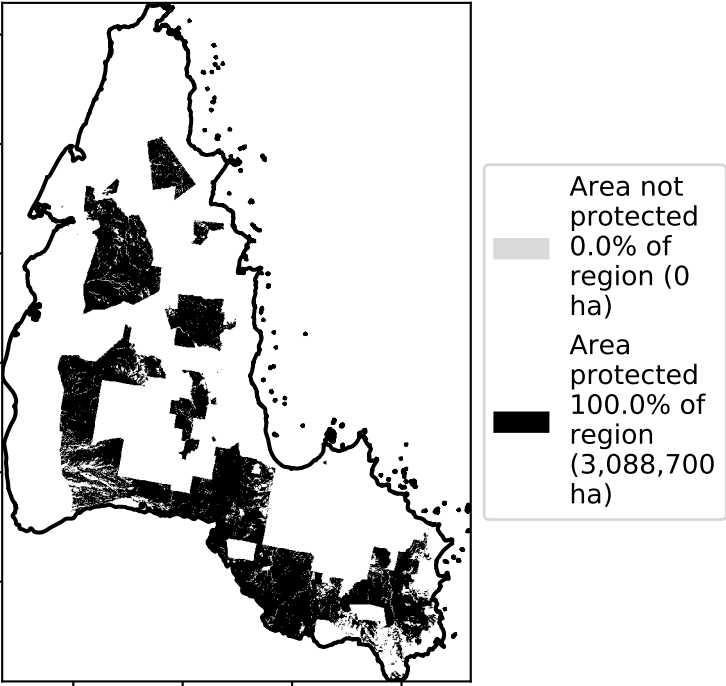 Area not
protected
0.0% of
region (0
ha)
Area
protected
100.0% of
region
(3,088,700
ha)